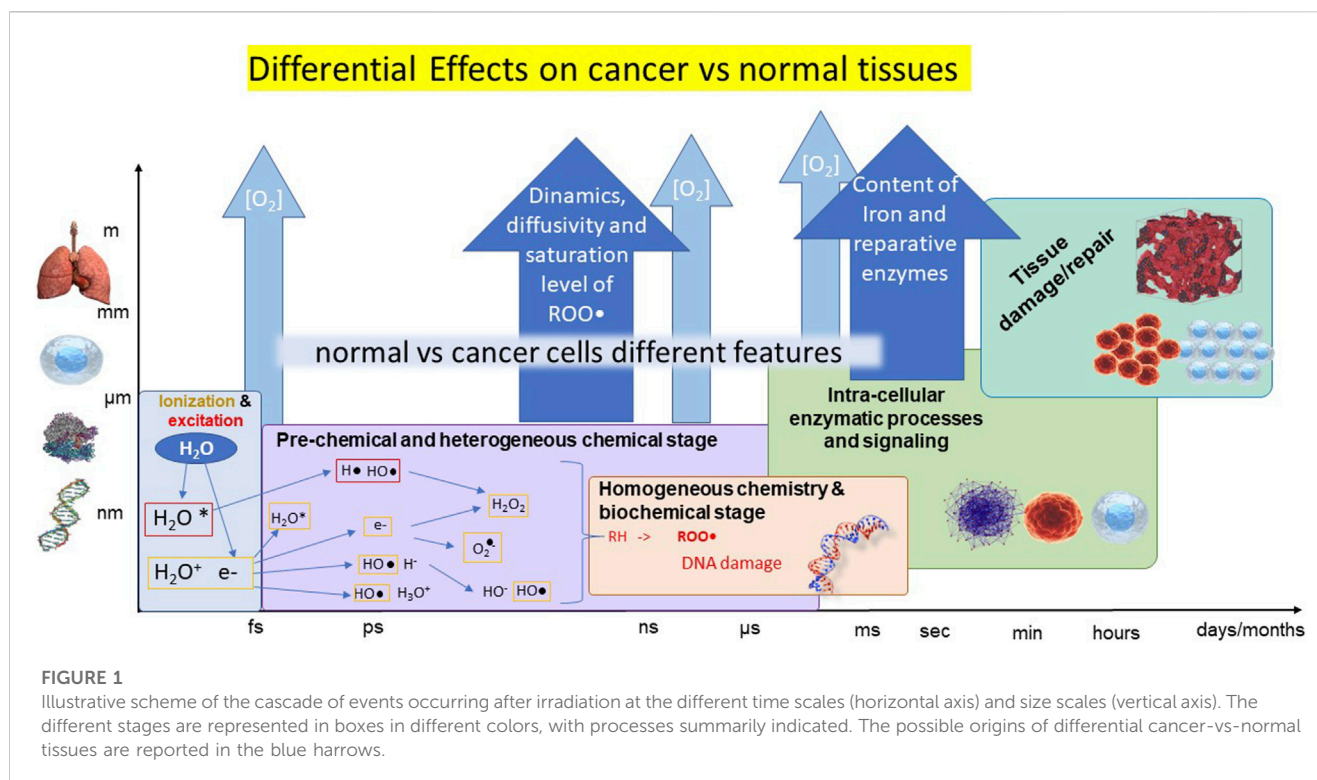 Differential Effects on cancer vs normal tissues
[O₂]
Dinamics,
diffusivity and
saturation
level of
ROO●
[O₂]
[O₂]
Content of
Iron and
reparative
enzymes
normal vs cancer cells different features
m
mm
µm
nm
Ionization &
excitation
H₂O
H₂O *
H₂O⁺ e-
Pre-chemical and heterogeneous chemical stage
H● HO●
H₂O*
H₂O₂
e-
O₂●-
HO● H-
HO● H₃O⁺
HO- HO●
Homogeneous chemistry &
biochemical stage
RH -> ROO●
DNA damage
Intra-cellular
enzymatic processes
and signaling
Tissue
damage/repair
fs
ps
ns
µs
ms
sec
min
hours
days/months
FIGURE 1
Illustrative scheme of the cascade of events occurring after irradiation at the different time scales (horizontal axis) and size scales (vertical axis). The
different stages are represented in boxes in different colors, with processes summarily indicated. The possible origins of differential cancer-vs-normal
tissues are reported in the blue harrows.